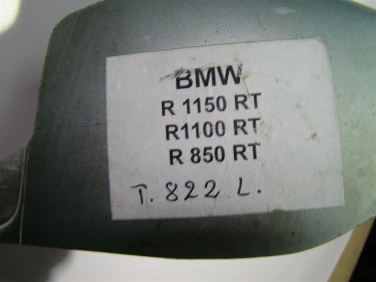 BMW
R 1150 RT
R1100 RT
R 850 RT
T. 822 L.